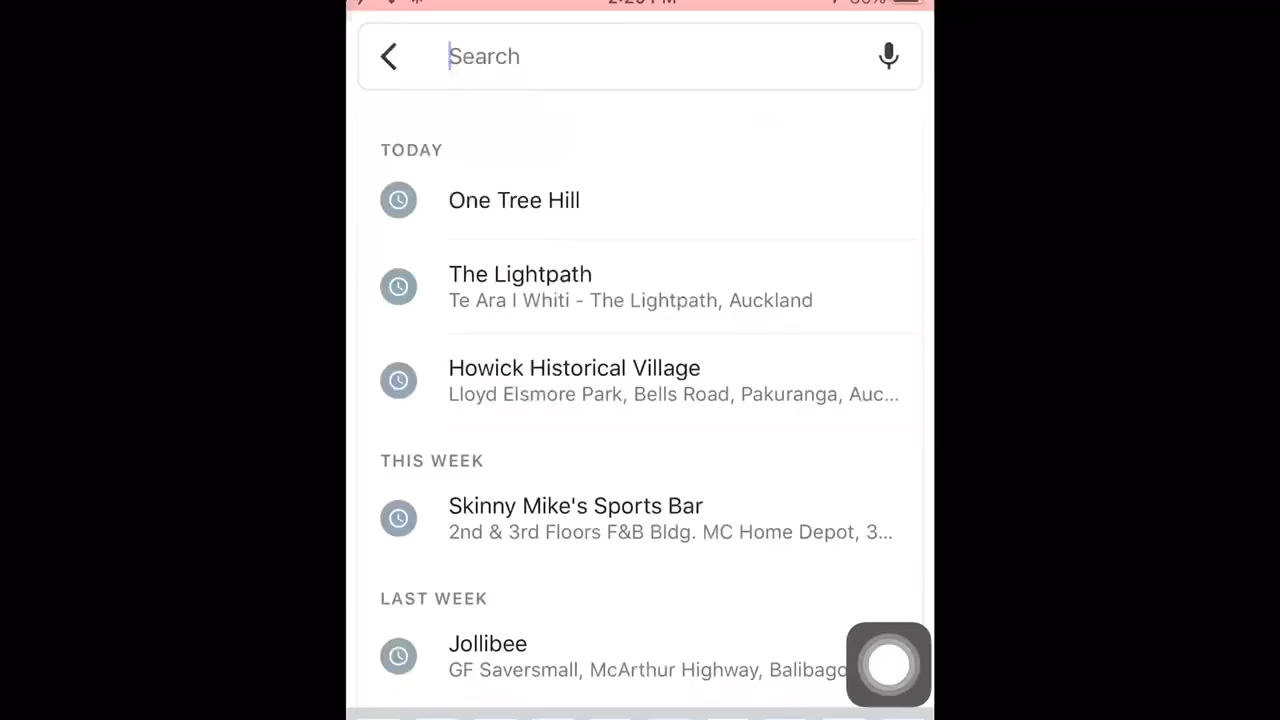 Search
TODAY
One Tree Hill
The Lightpath
Te Ara I Whiti - The Lightpath, Auckland
Howick Historical Village
Lloyd Elsmore Park, Bells Road, Pakuranga, Auc...
THIS WEEK
Skinny Mike's Sports Bar
2nd & 3rd Floors F&B Bldg. MC Home Depot, 3...
LAST WEEK
Jollibee
GF Saversmall, McArthur Highway, Balibago